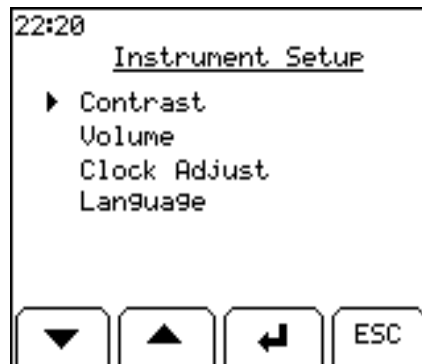 22:20
Instrument Setup
Contrast
Volume
Clock Adjust
Language
ESC